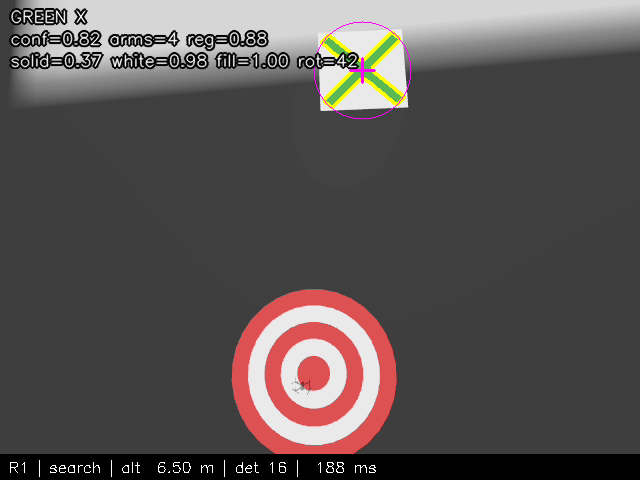 GREEN X
conf=0.82 arms=4 reg=0.88
solid=0.37 white=0.98 fill=1.00 rot=42
R1 | search | alt 6.50 m | det 16 | 188 ms